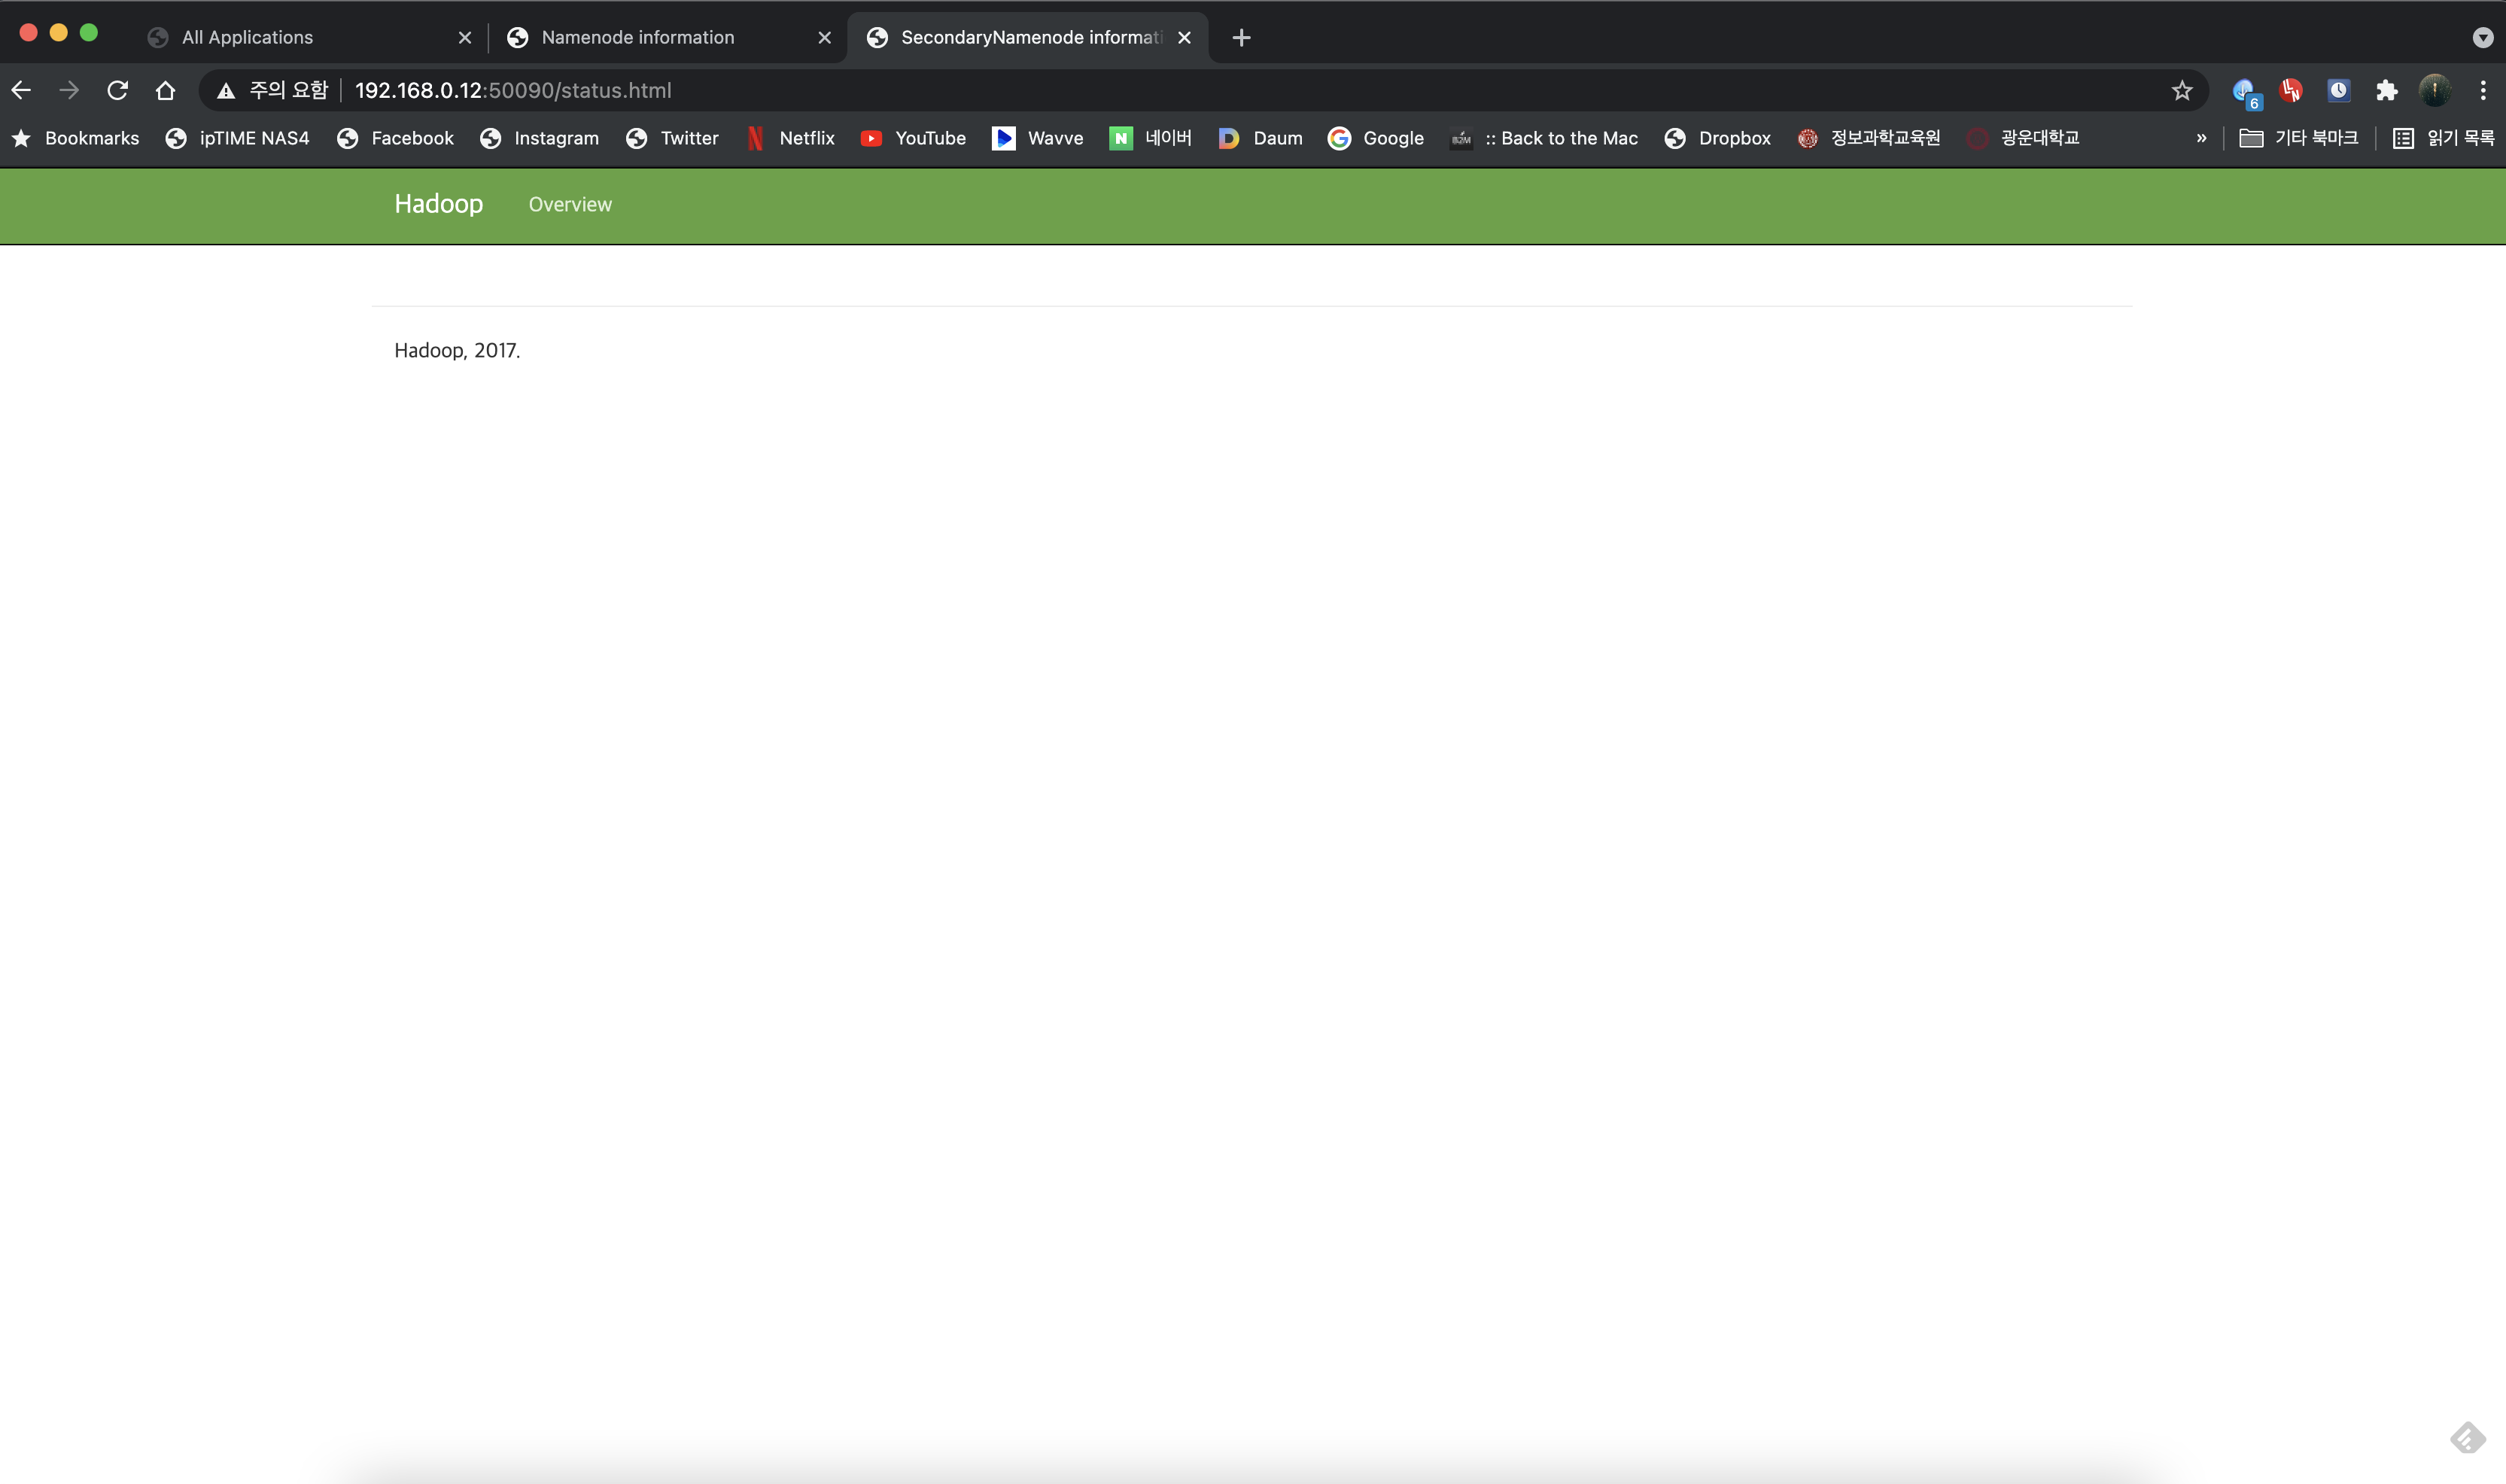 All Applications
Namenode information
SecondaryNamenode informati
주의 요함 192.168.0.12:50090/status.html
6
Bookmarks ipTIME NAS4 Facebook Instagram Twitter Netflix YouTube Wavve 네이버 Daum Google :: Back to the Mac Dropbox 정보과학교육원 광운대학교 » 기타 북마크 읽기 목록
Hadoop Overview
Hadoop, 2017.